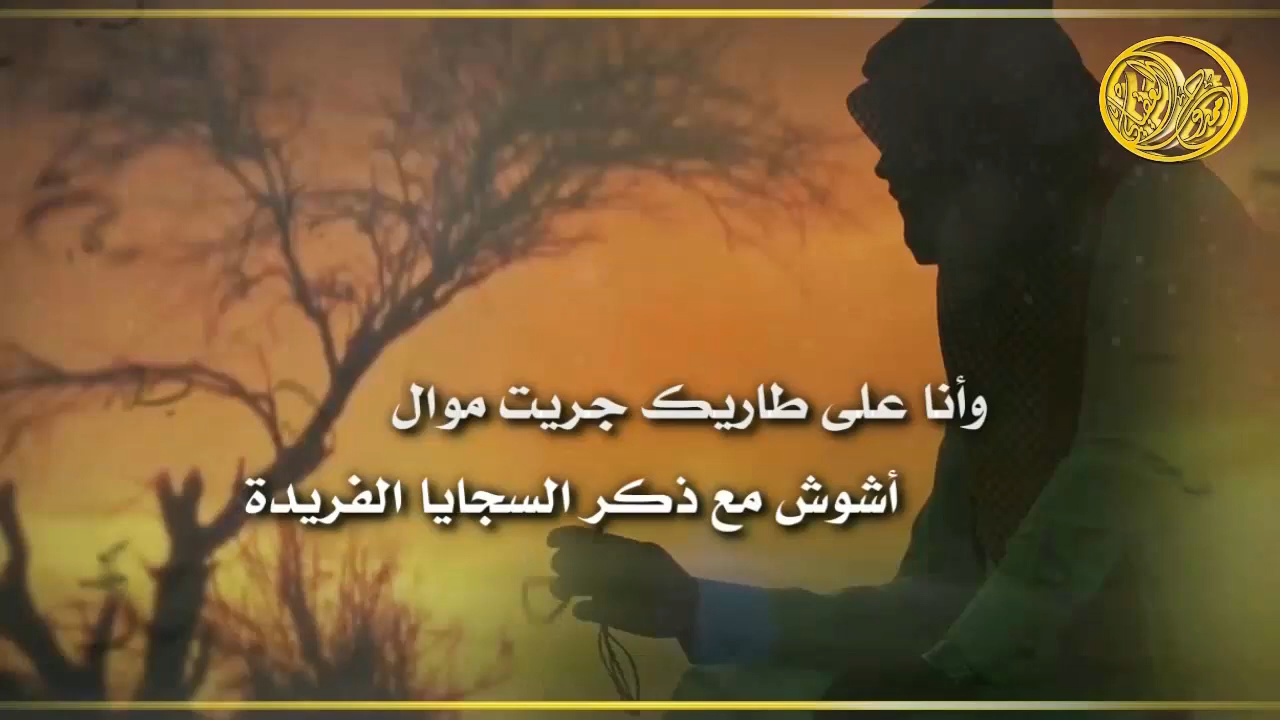 وأنا على طاريك جريت موال
أشوش مع ذكر السجايا الفريدة